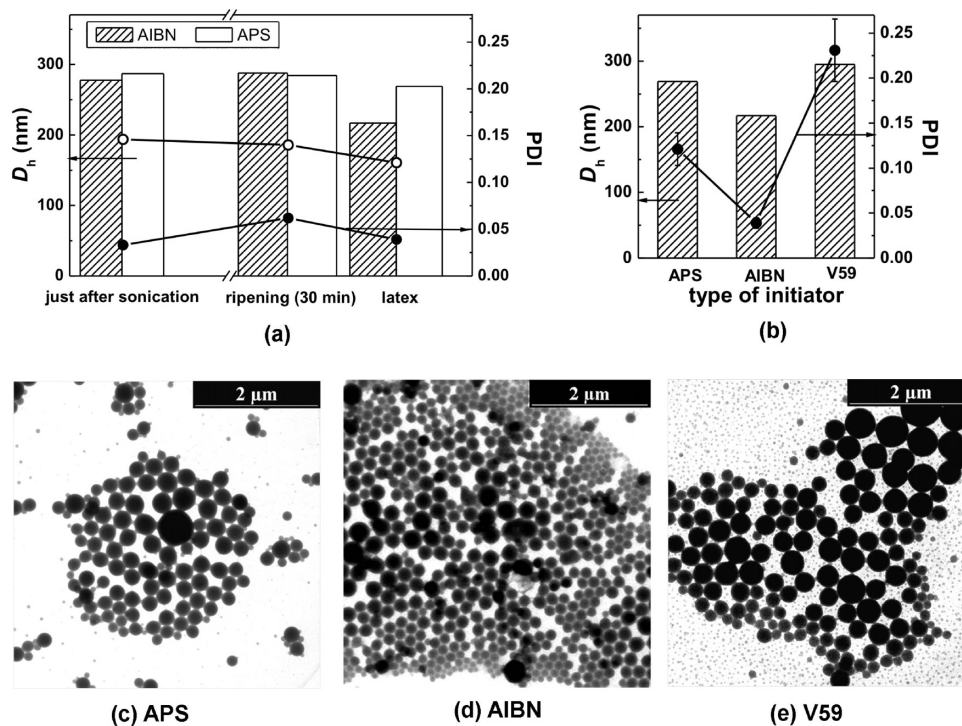 AIBN APS
300
200
100
0
D_h (nm)
0.25
0.20
0.15
0.10
0.05
0.00
PDI
just after sonication ripening (30 min) latex
(a)
300
200
100
0
D_h (nm)
0.25
0.20
0.15
0.10
0.05
0.00
PDI
APS AIBN V59
type of initiator
(b)
2 µm
2 µm
2 µm
(c) APS
(d) AIBN
(e) V59